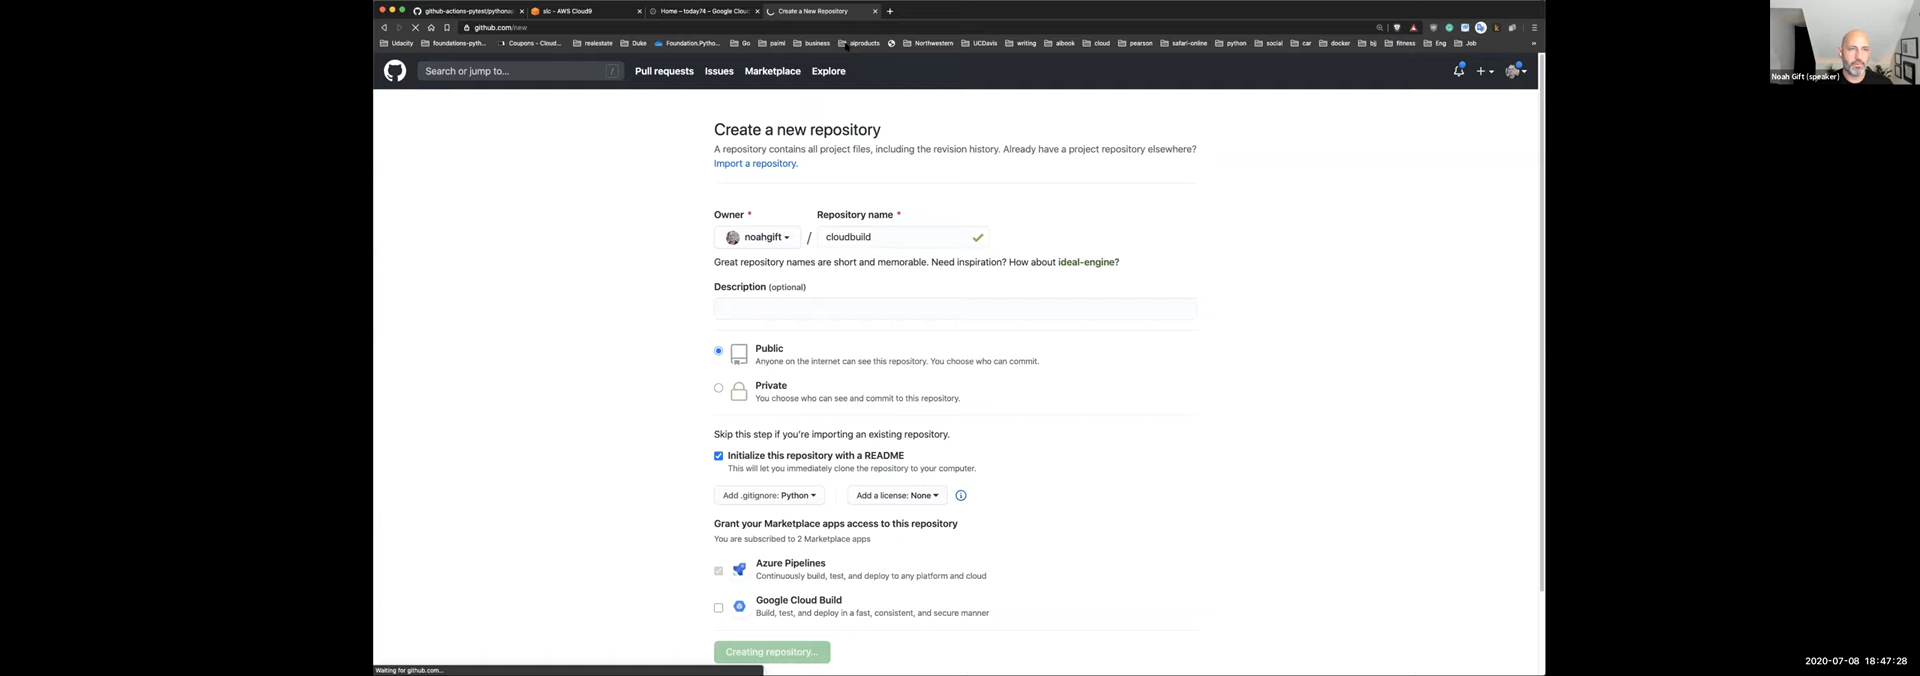 github-actions-pytest/pythonap
slc - AWS Cloud9
Home – today74 – Google Clou
Create a New Repository
github.com/new
Udacity
foundations-pyth...
Coupons - Cloud...
realestate
Duke
Foundation.Pytho...
Go
paiml
business
aiproducts
Northwestern
UCDavis
writing
aibook
cloud
pearson
safari-online
python
social
car
docker
bjj
fitness
Eng
Job
»
Noah Gift (speaker)
Search or jump to... /
Pull requests
Issues
Marketplace
Explore
Create a new repository
A repository contains all project files, including the revision history. Already have a project repository elsewhere?
Import a repository.
Owner *
Repository name *
noahgift / cloudbuild
Great repository names are short and memorable. Need inspiration? How about ideal-engine?
Description (optional)
Public
Anyone on the internet can see this repository. You choose who can commit.
Private
You choose who can see and commit to this repository.
Skip this step if you're importing an existing repository.
Initialize this repository with a README
This will let you immediately clone the repository to your computer.
Add .gitignore: Python
Add a license: None
Grant your Marketplace apps access to this repository
You are subscribed to 2 Marketplace apps
Azure Pipelines
Continuously build, test, and deploy to any platform and cloud
Google Cloud Build
Build, test, and deploy in a fast, consistent, and secure manner
Creating repository...
Waiting for github.com...
2020-07-08 18:47:28